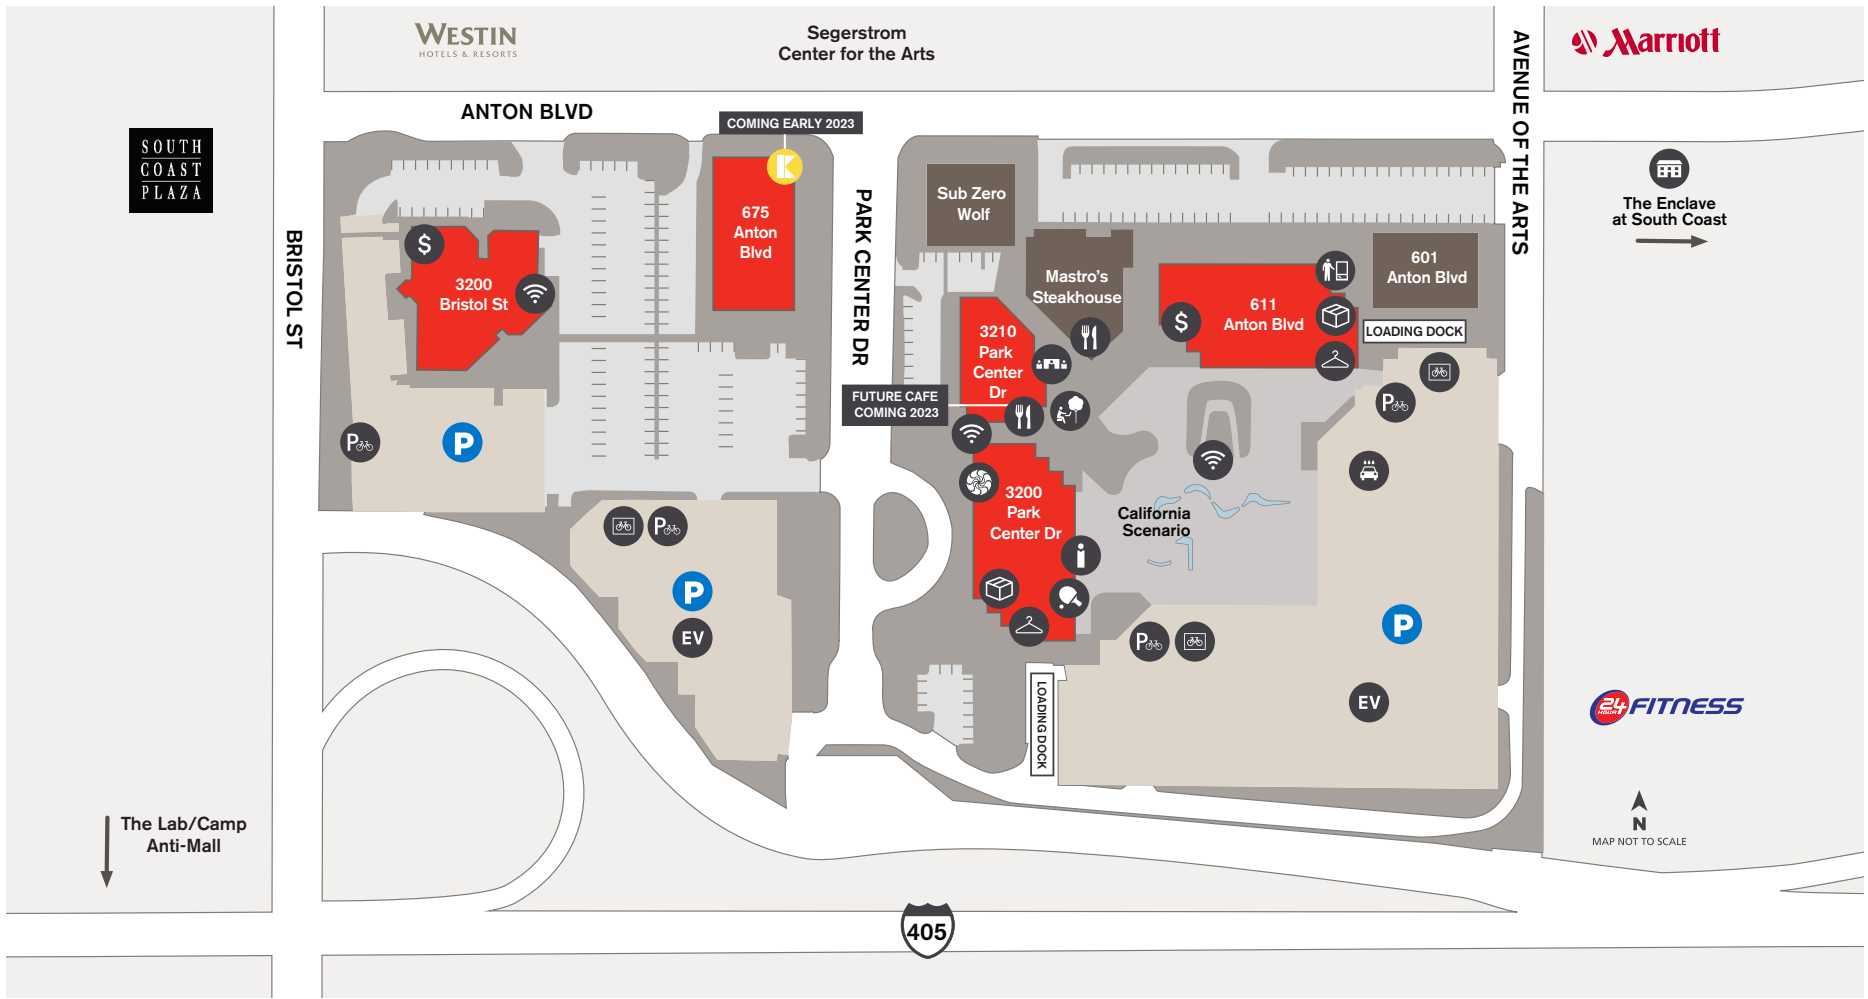 WESTIN
HOTELS & RESORTS
Segerstrom
Center for the Arts
AVENUE OF THE ARTS
Marriott
ANTON BLVD
COMING EARLY 2023
K
SOUTH
COAST
PLAZA
BRISTOL ST
PARK CENTER DR
675
Anton
Blvd
Sub Zero
Wolf
The Enclave
at South Coast
$
3200
Bristol St
Mastro's
Steakhouse
601
Anton Blvd
611
Anton Blvd
$
LOADING DOCK
3210
Park
Center
Dr
FUTURE CAFE
COMING 2023
P
P
P
3200
Park
Center Dr
California
Scenario
i
P
P
EV
P
P
EV
LOADING DOCK
24
HOUR
FITNESS
The Lab/Camp
Anti-Mall
N
MAP NOT TO SCALE
405